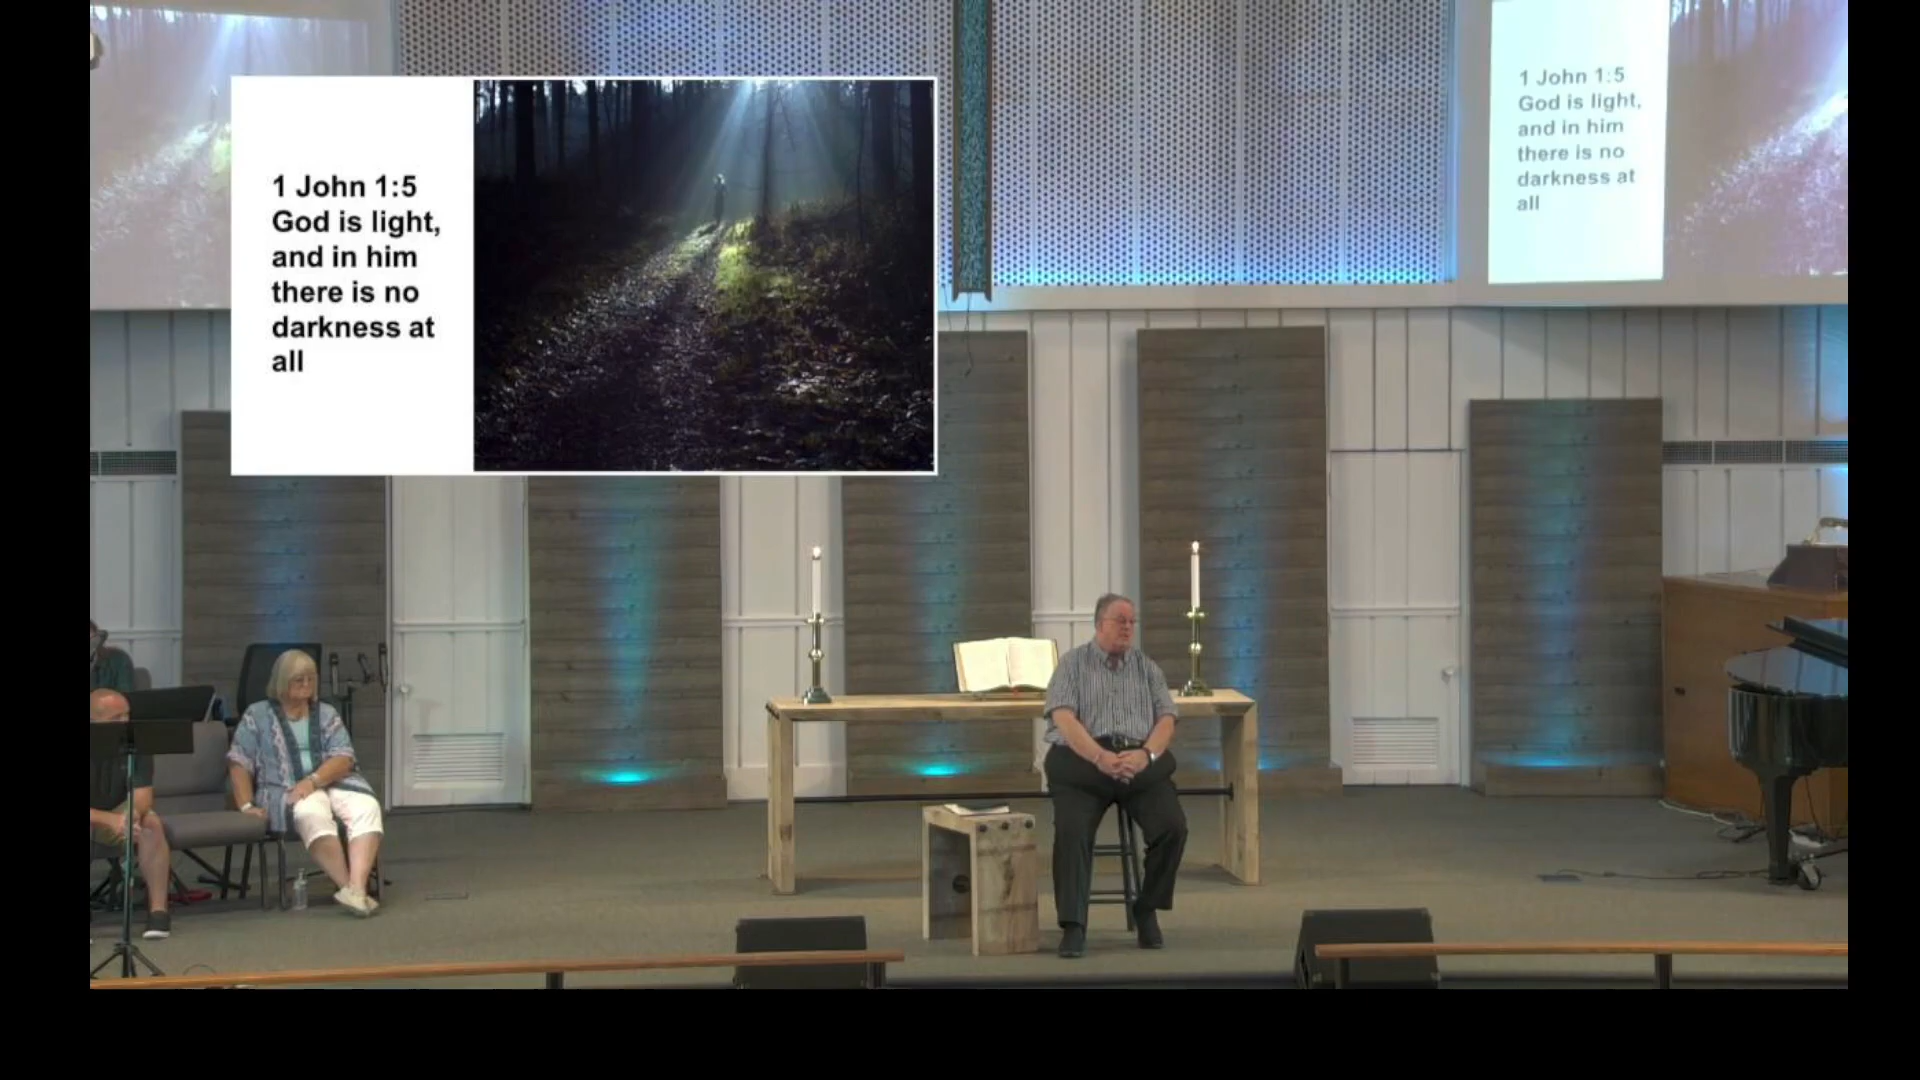 1 John 1:5
God is light,
and in him
there is no
darkness at
all
1 John 1:5
God is light,
and in him
there is no
darkness at
all